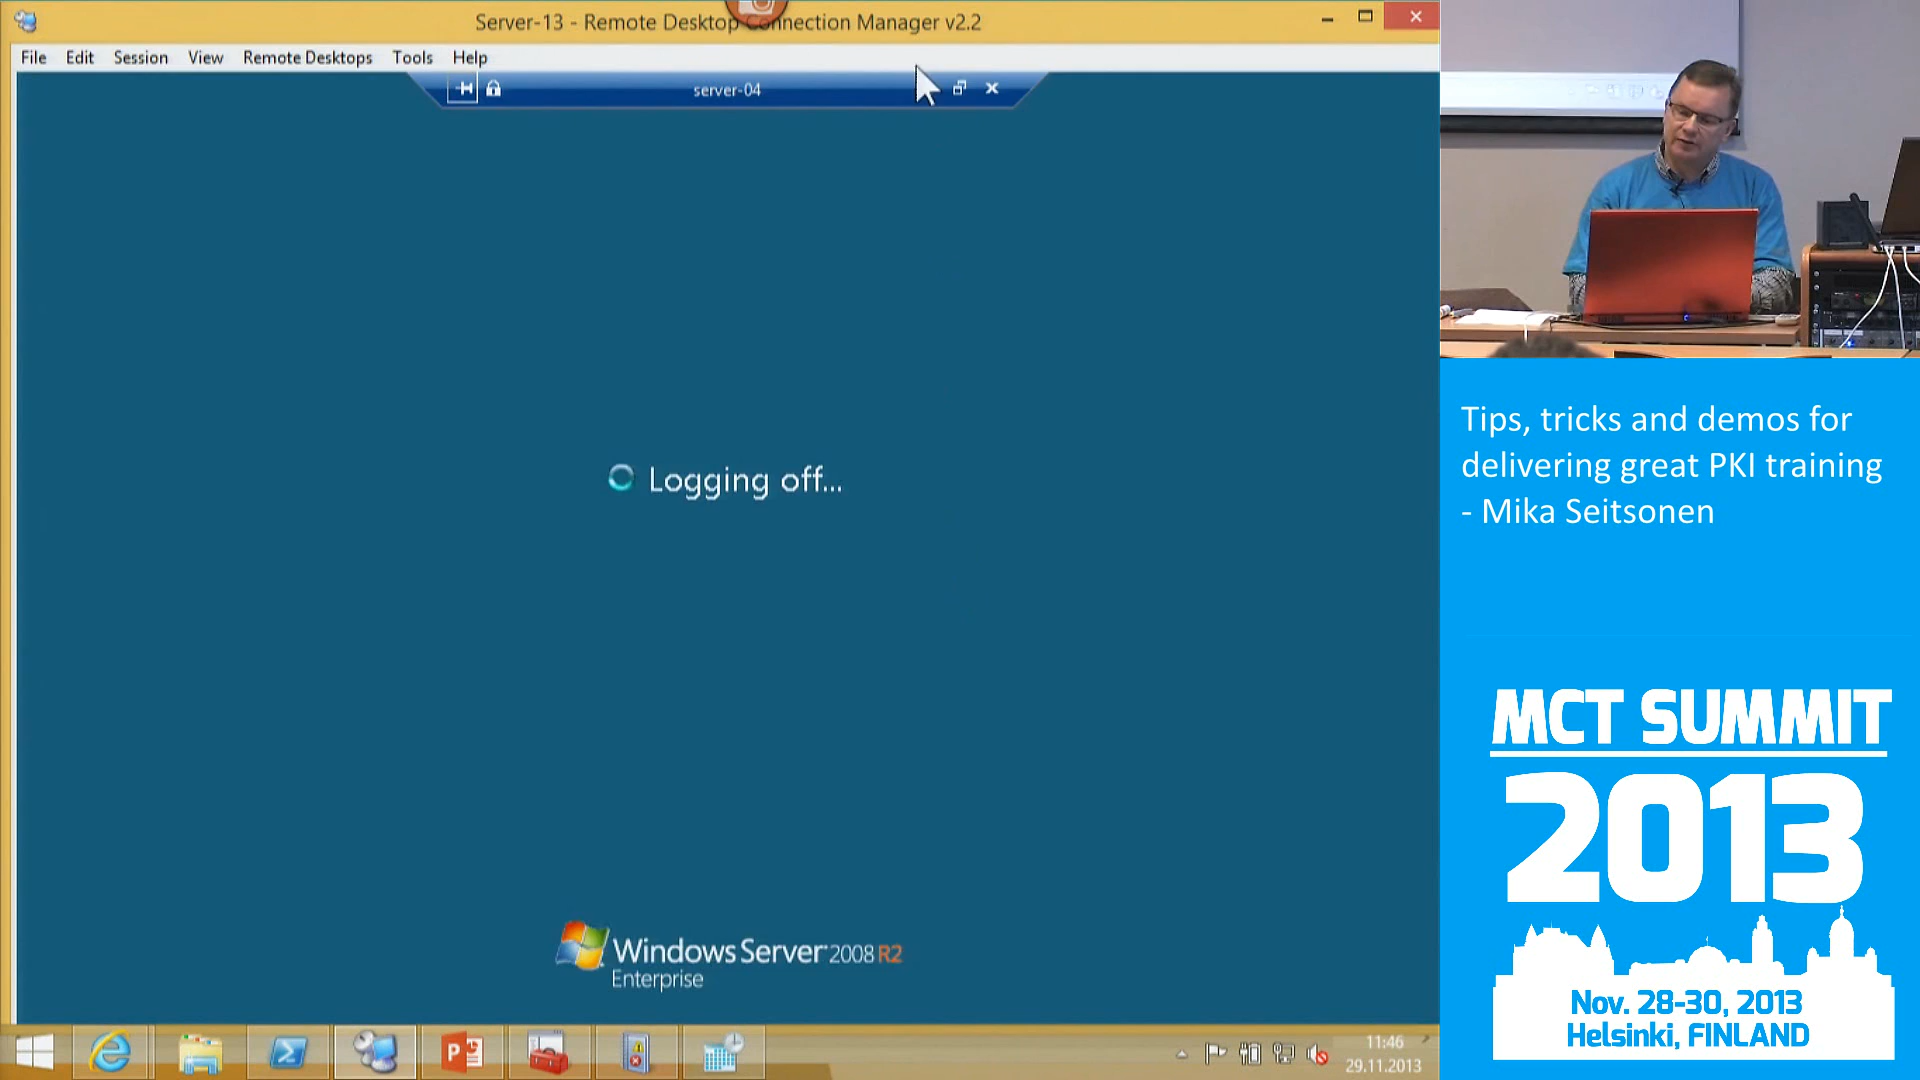 Server-13 - Remote Desktop Connection Manager v2.2
File Edit Session View Remote Desktops Tools Help
server-04
Logging off...
Windows Server 2008 R2
Enterprise
11:46
29.11.2013
Tips, tricks and demos for
delivering great PKI training
- Mika Seitsonen
MCT SUMMIT
2013
Nov. 28-30, 2013
Helsinki, FINLAND